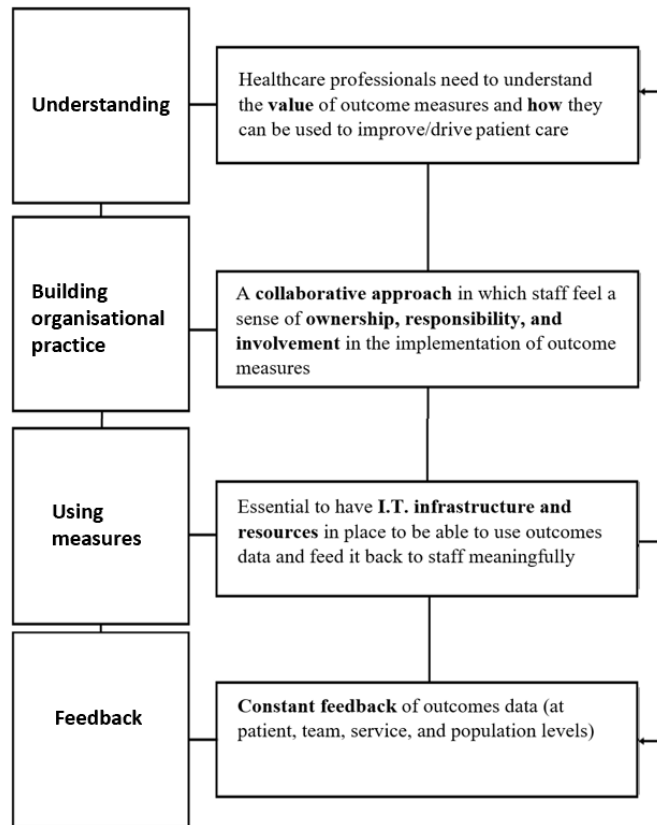 Understanding
Healthcare professionals need to understand
the value of outcome measures and how they
can be used to improve/drive patient care
Building
organisational
practice
A collaborative approach in which staff feel a
sense of ownership, responsibility, and
involvement in the implementation of outcome
measures
Using
measures
Essential to have I.T. infrastructure and
resources in place to be able to use outcomes
data and feed it back to staff meaningfully
Feedback
Constant feedback of outcomes data (at
patient, team, service, and population levels)